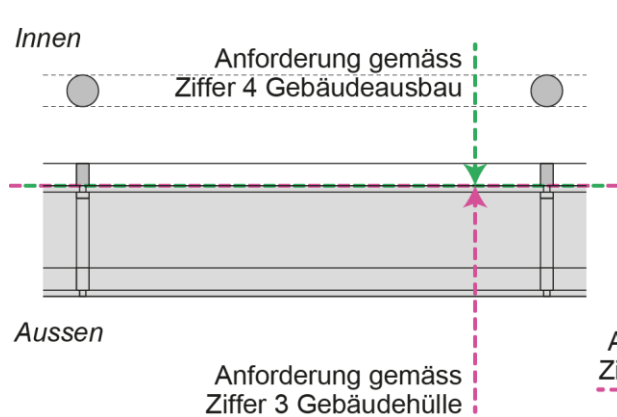 Innen
Anforderung gemäss
Ziffer 4 Gebäudeausbau
Aussen
Anforderung gemäss
Ziffer 3 Gebäudehülle